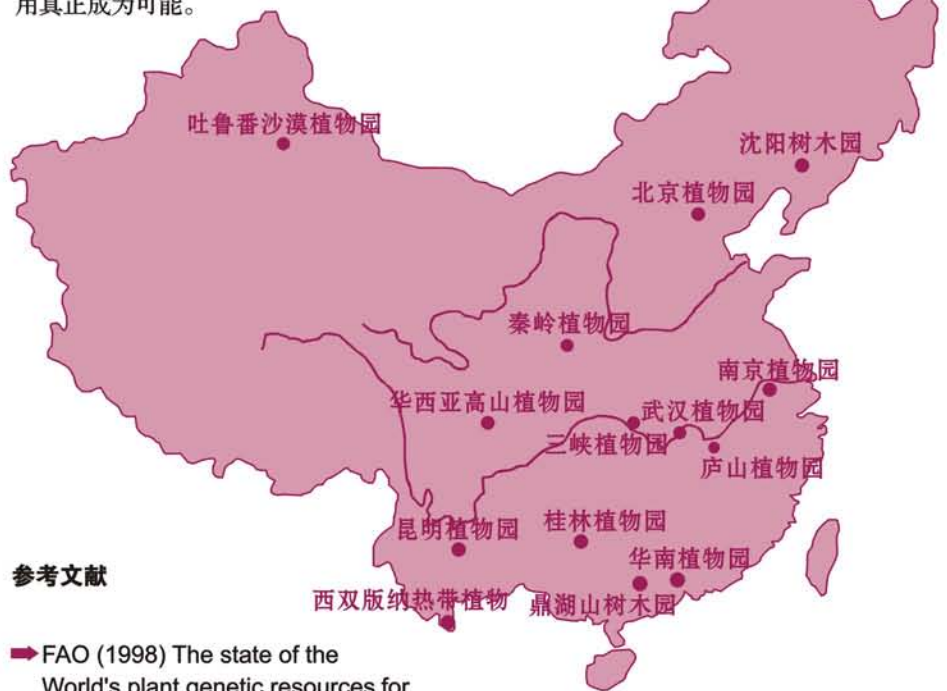 用真正成为可能。
吐鲁番沙漠植物园
沈阳树木园
北京植物园
秦岭植物园
南京植物园
华西亚高山植物园
武汉植物园
三峡植物园
庐山植物园
桂林植物园
昆明植物园
华南植物园
参考文献
西双版纳热带植物
鼎湖山树木园
FAO (1998) The state of the
World's plant genetic resources for